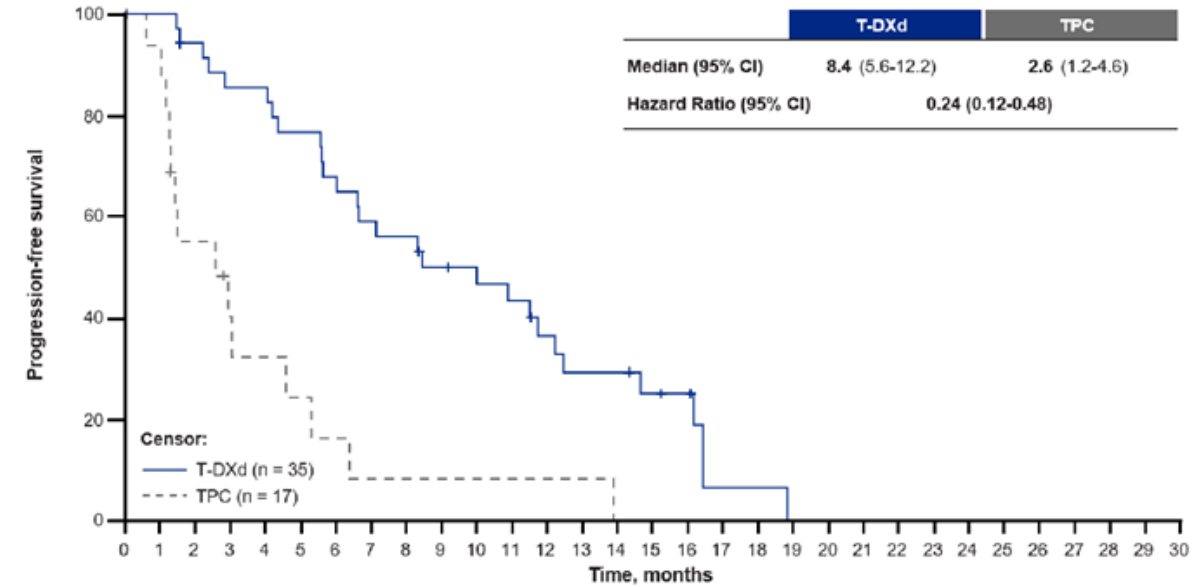 T-DXd TPC
Median (95% CI) 8.4 (5.6-12.2) 2.6 (1.2-4.6)
Hazard Ratio (95% CI) 0.24 (0.12-0.48)
Progression-free survival
100
80
60
40
20
0
Censor:
T-DXd (n = 35)
TPC (n = 17)
0 1 2 3 4 5 6 7 8 9 10 11 12 13 14 15 16 17 18 19 20 21 22 23 24 25 26 27 28 29 30
Time, months